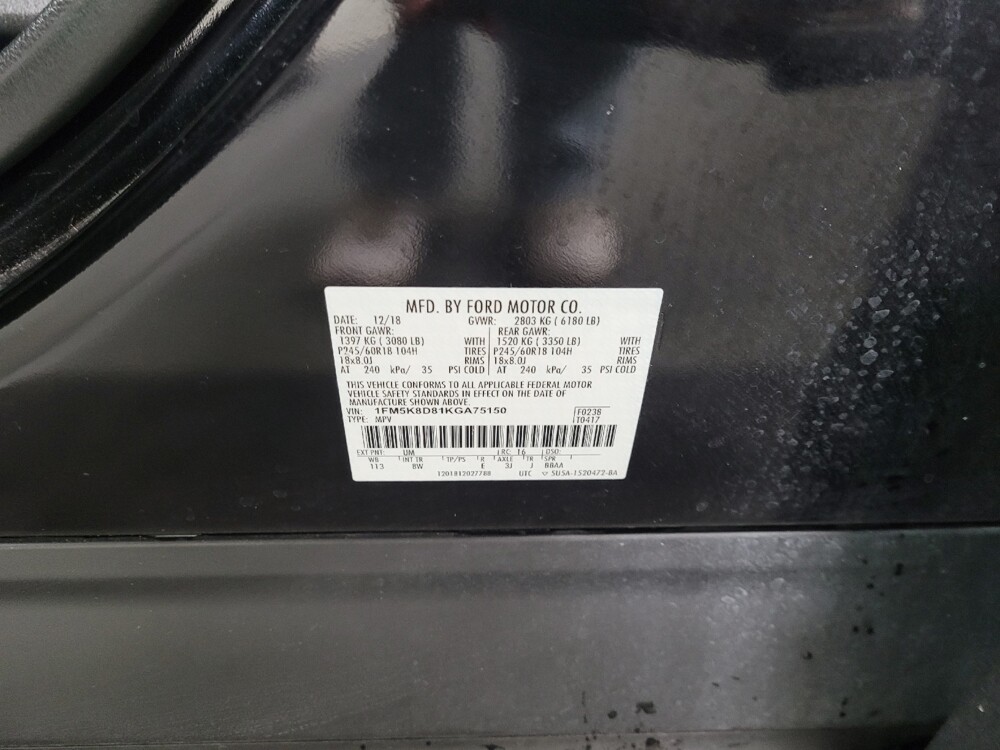 MFD. BY FORD MOTOR CO.
DATE: 12/18 GVWR: 2803 KG ( 6180 LB)
FRONT GAWR: REAR GAWR:
1397 KG ( 3080 LB) WITH 1520 KG ( 3350 LB) WITH
P245/60R18 104H TIRES P245/60R18 104H TIRES
18x8.0J RIMS 18x8.0J RIMS
AT 240 kPa/ 35 PSI COLD AT 240 kPa/ 35 PSI COLD
THIS VEHICLE CONFORMS TO ALL APPLICABLE FEDERAL MOTOR
VEHICLE SAFETY STANDARDS IN EFFECT ON THE DATE OF
MANUFACTURE SHOWN ABOVE.
VIN: 1FM5K8D81KGA75150 F0238
TYPE: MPV T0417
EXT PNT: UM RC: 16 DSO:
WB INT TR TP/PS R AXLE TR SPR
113 8W E 3J J BBAA
UTC SU5A-1520472-BA